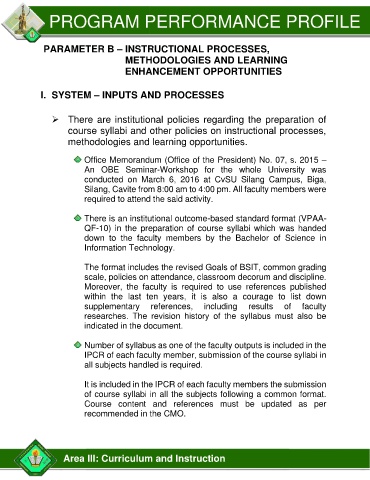 PROGRAM PERFORMANCE PROFILE
PARAMETER B – INSTRUCTIONAL PROCESSES,
METHODOLOGIES AND LEARNING
ENHANCEMENT OPPORTUNITIES
I. SYSTEM – INPUTS AND PROCESSES
➢ There are institutional policies regarding the preparation of
course syllabi and other policies on instructional processes,
methodologies and learning opportunities.
Office Memorandum (Office of the President) No. 07, s. 2015 –
An OBE Seminar-Workshop for the whole University was
conducted on March 6, 2016 at CvSU Silang Campus, Biga,
Silang, Cavite from 8:00 am to 4:00 pm. All faculty members were
required to attend the said activity.
There is an institutional outcome-based standard format (VPAA-
QF-10) in the preparation of course syllabi which was handed
down to the faculty members by the Bachelor of Science in
Information Technology.
The format includes the revised Goals of BSIT, common grading
scale, policies on attendance, classroom decorum and discipline.
Moreover, the faculty is required to use references published
within the last ten years, it is also a courage to list down
supplementary references, including results of faculty
researches. The revision history of the syllabus must also be
indicated in the document.
Number of syllabus as one of the faculty outputs is included in the
IPCR of each faculty member, submission of the course syllabi in
all subjects handled is required.
It is included in the IPCR of each faculty members the submission
of course syllabi in all the subjects following a common format.
Course content and references must be updated as per
recommended in the CMO.
Area III: Curriculum and Instruction